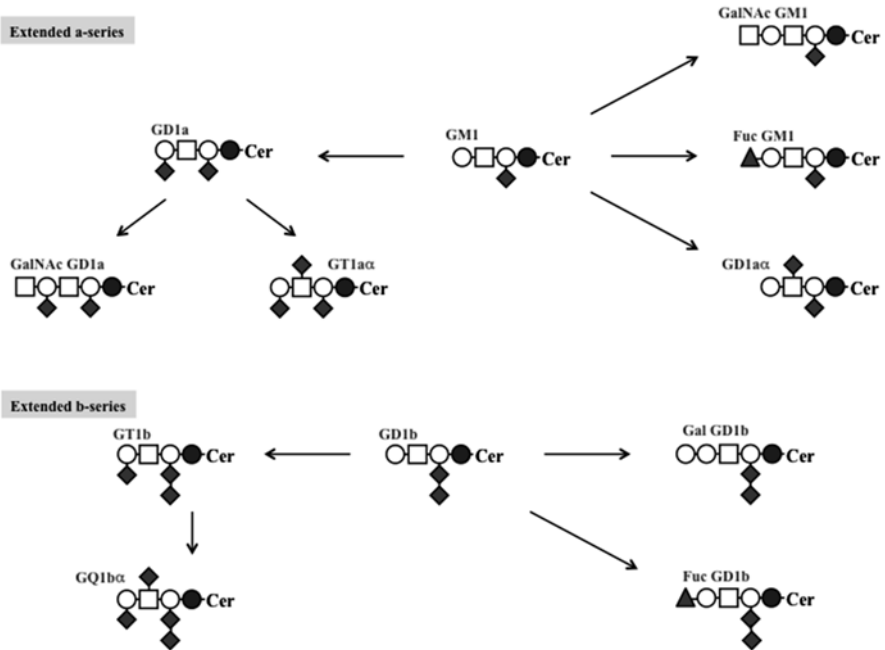 Extended a-series
GalNAc GM1
Cer
GD1a
Cer
GM1
Cer
Fuc GM1
Cer
GalNAc GD1a
Cer
GT1aα
Cer
GD1aα
Cer
Extended b-series
GT1b
Cer
GD1b
Cer
Gal GD1b
Cer
GQ1bα
Cer
Fuc GD1b
Cer